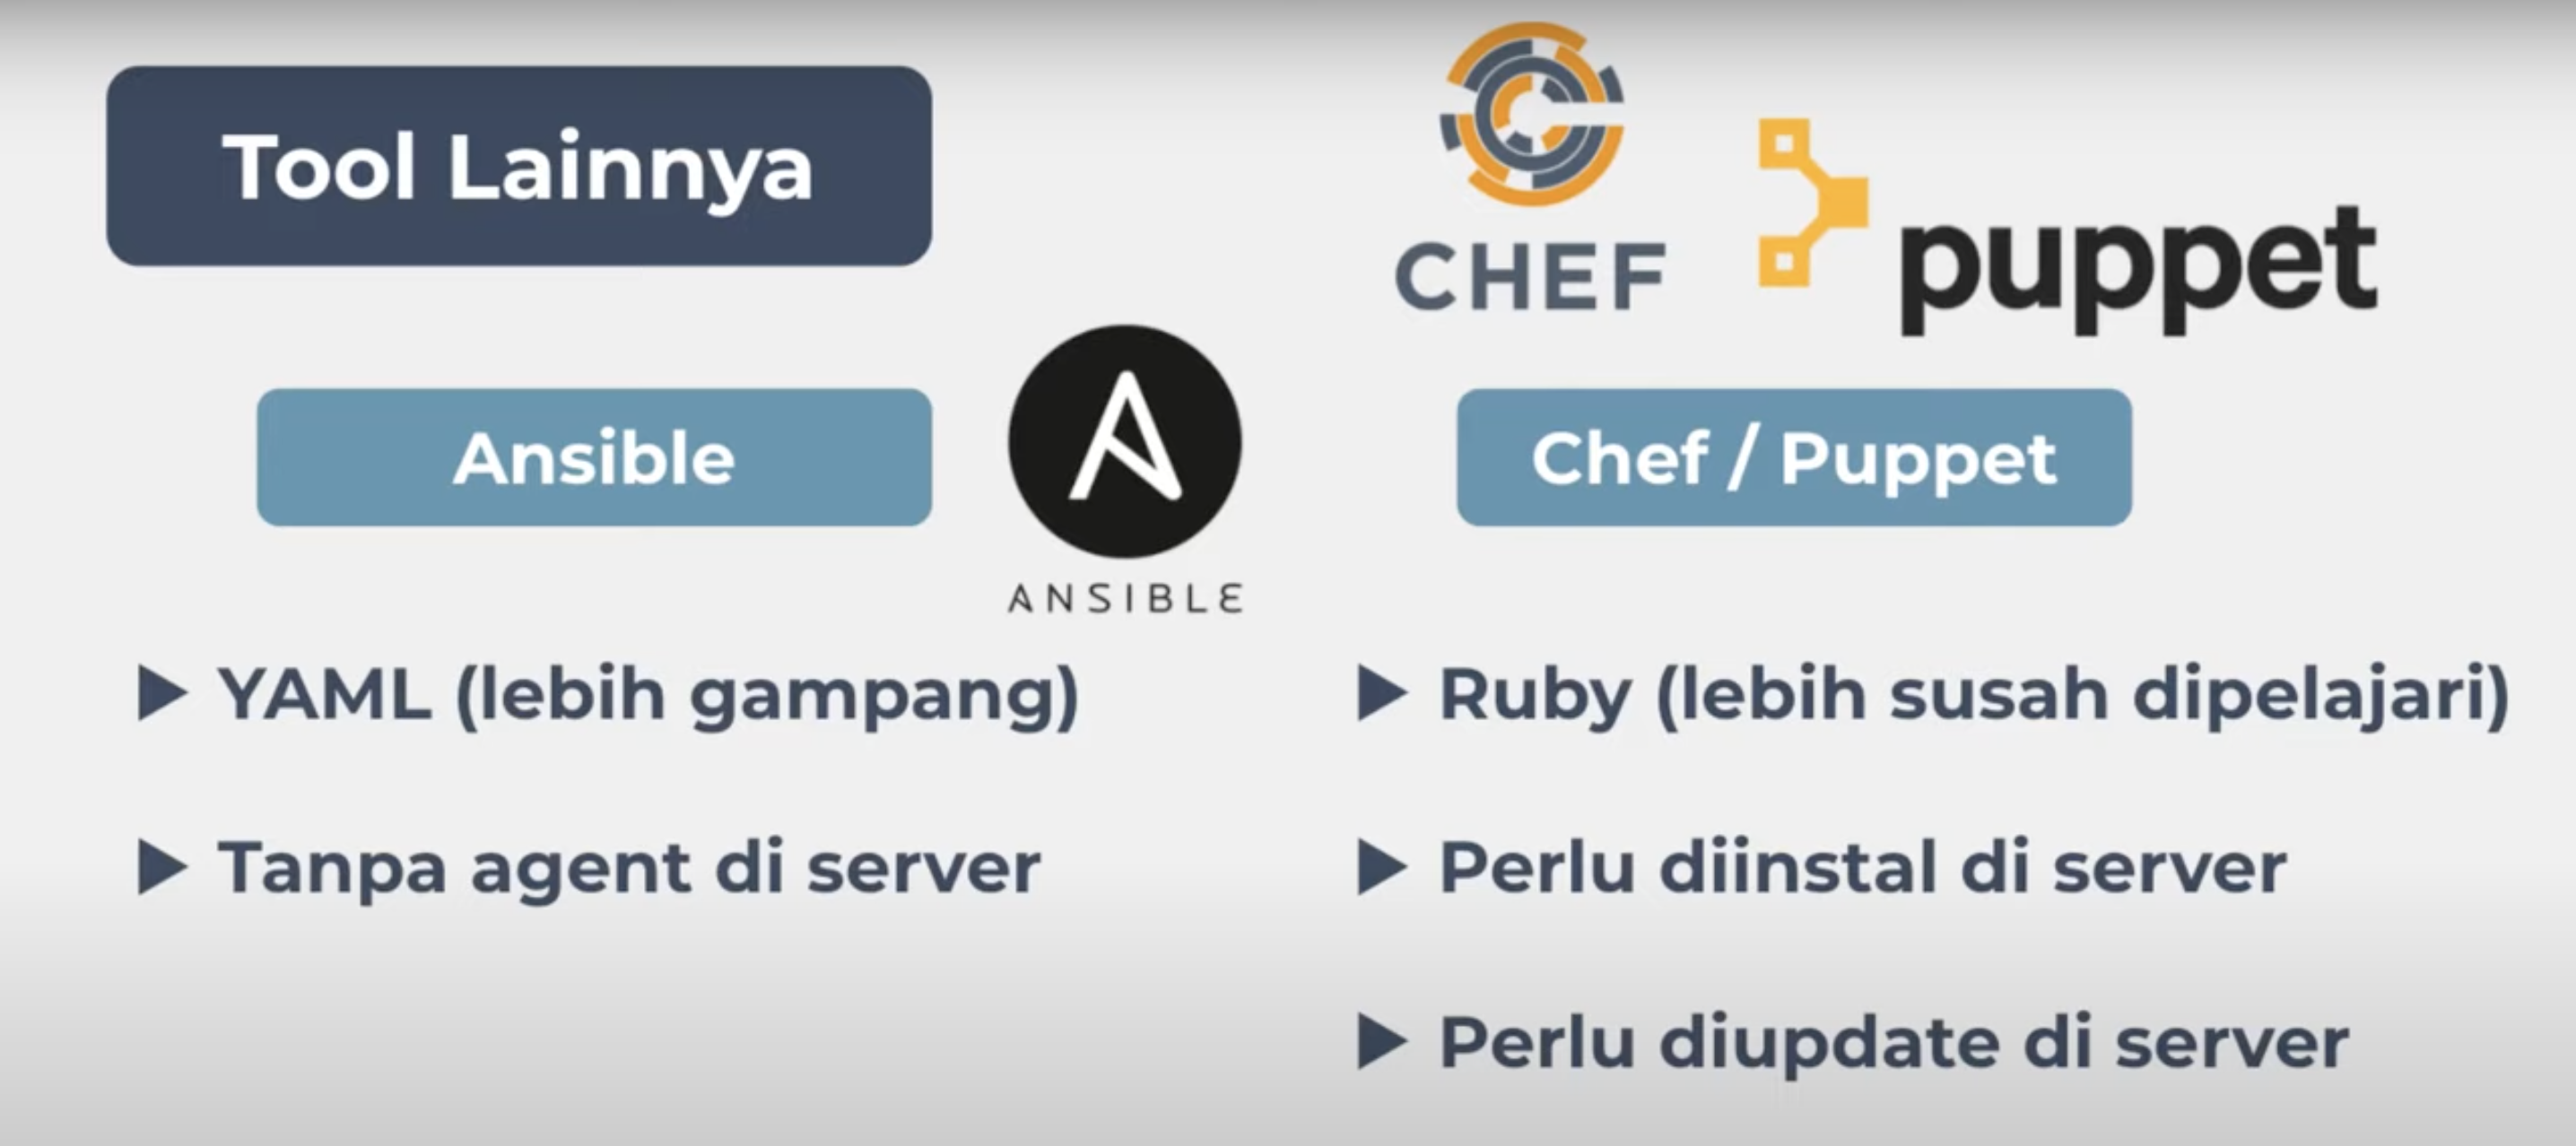 Tool Lainnya
CHEF
puppet
Ansible
ANSIBLE
Chef / Puppet
YAML (lebih gampang)
Tanpa agent di server
Ruby (lebih susah dipelajari)
Perlu diinstal di server
Perlu diupdate di server